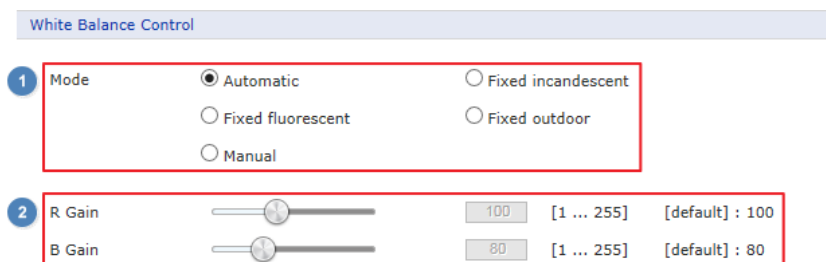 White Balance Control
1 Mode Automatic Fixed incandescent
Fixed fluorescent Fixed outdoor
Manual
2 R Gain 100 [1 ... 255] [default] : 100
B Gain 80 [1 ... 255] [default] : 80